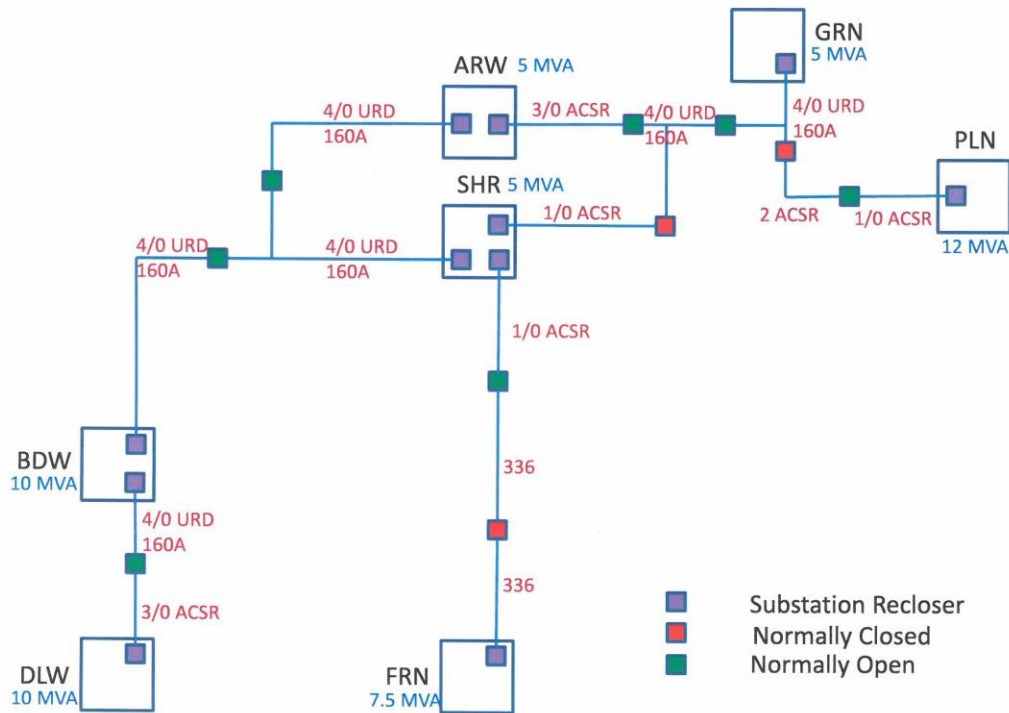 GRN
5 MVA
ARW 5 MVA
4/0 URD
160A
3/0 ACSR
4/0 URD
160A
4/0 URD
160A
PLN
12 MVA
SHR 5 MVA
1/0 ACSR
2 ACSR
1/0 ACSR
4/0 URD
160A
4/0 URD
160A
1/0 ACSR
BDW
10 MVA
336
4/0 URD
160A
336
3/0 ACSR
DLW
10 MVA
FRN
7.5 MVA
Substation Recloser
Normally Closed
Normally Open